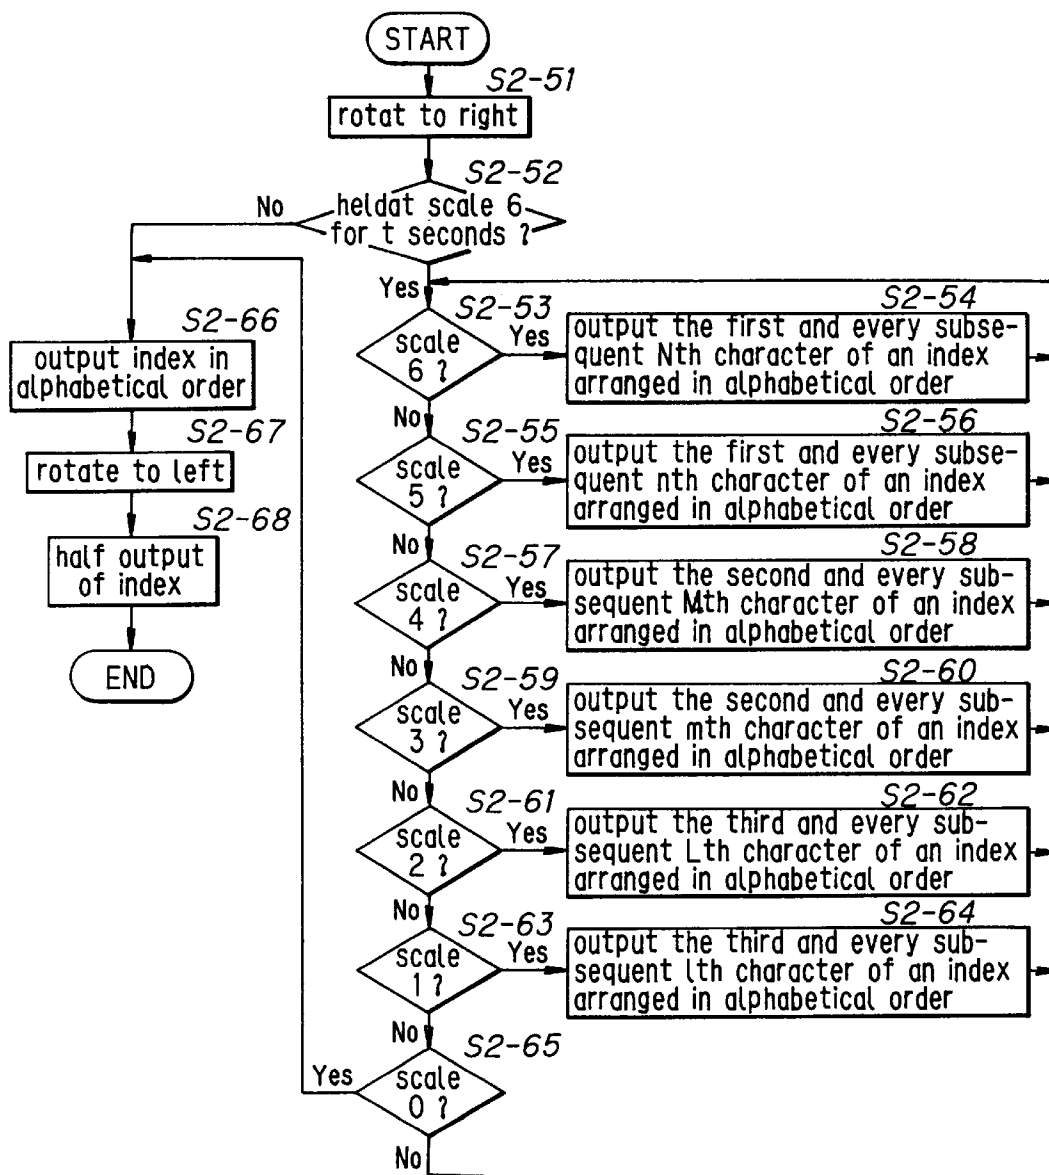 START
S2-51
rotat to right
S2-52
heldat scale 6
for t seconds ?
No
Yes
S2-53
scale
6 ?
Yes
S2-54
output the first and every subse-
quent Nth character of an index
arranged in alphabetical order
No
S2-55
scale
5 ?
Yes
S2-56
output the first and every subse-
quent nth character of an index
arranged in alphabetical order
No
S2-57
scale
4 ?
Yes
S2-58
output the second and every sub-
sequent Mth character of an index
arranged in alphabetical order
No
S2-59
scale
3 ?
Yes
S2-60
output the second and every sub-
sequent mth character of an index
arranged in alphabetical order
No
S2-61
scale
2 ?
Yes
S2-62
output the third and every sub-
sequent Lth character of an index
arranged in alphabetical order
No
S2-63
scale
1 ?
Yes
S2-64
output the third and every sub-
sequent lth character of an index
arranged in alphabetical order
No
S2-65
scale
0 ?
Yes
No
S2-66
output index in
alphabetical order
S2-67
rotate to left
S2-68
half output
of index
END